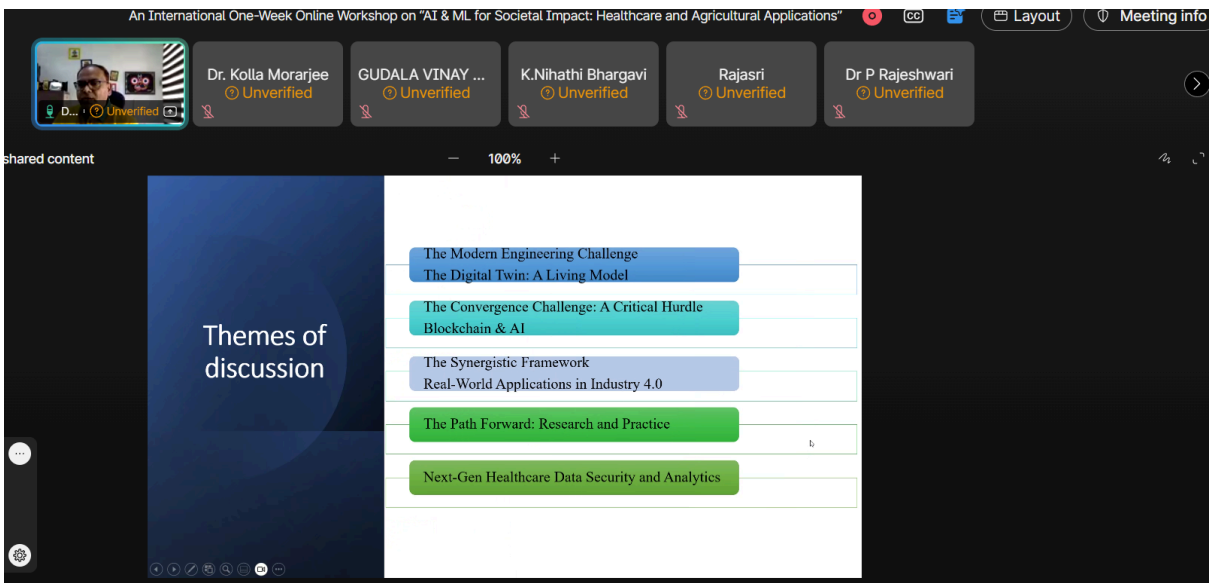 An International One-Week Online Workshop on “AI & ML for Societal Impact: Healthcare and Agricultural Applications”
CC
Layout
Meeting info
D...
Unverified
Dr. Kolla Morarjee
Unverified
GUDALA VINAY ...
Unverified
K.Nihathi Bhargavi
Unverified
Rajasri
Unverified
Dr P Rajeshwari
Unverified
shared content
100%
Themes of
discussion
The Modern Engineering Challenge
The Digital Twin: A Living Model
The Convergence Challenge: A Critical Hurdle
Blockchain & AI
The Synergistic Framework
Real-World Applications in Industry 4.0
The Path Forward: Research and Practice
Next-Gen Healthcare Data Security and Analytics